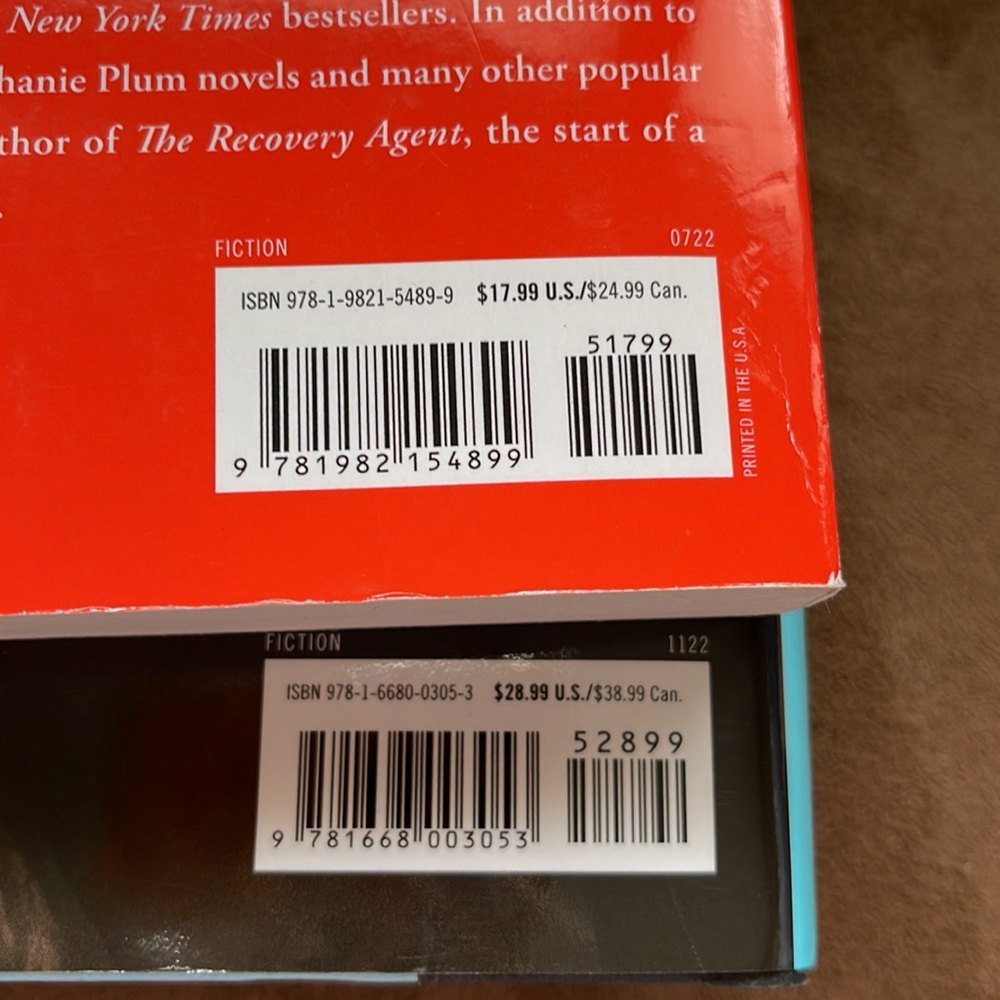 New York Times bestsellers. In addition to
hanie Plum novels and many other popular
thor of The Recovery Agent, the start of a
.
FICTION 0722
ISBN 978-1-9821-5489-9 $17.99 U.S./$24.99 Can.
51799
9 781982 154899
PRINTED IN THE U.S.A.
FICTION 1122
ISBN 978-1-6680-0305-3 $28.99 U.S./$38.99 Can.
52899
9 781668 003053